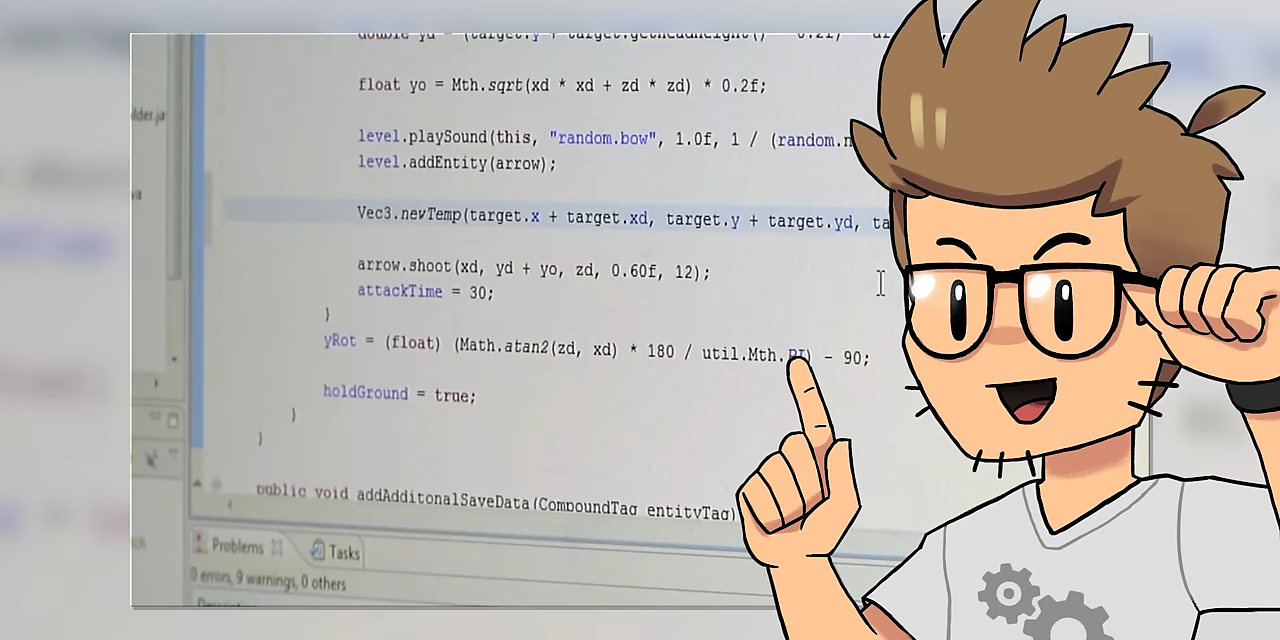 float yo = Mth.sqrt(xd * xd + zd * zd) * 0.2f;
level.playSound(this, "random.bow", 1.0f, 1 / (random.n
level.addEntity(arrow);
Vec3.newTemp(target.x + target.xd, target.y + target.yd, ta
arrow.shoot(xd, yd + yo, zd, 0.60f, 12);
attackTime = 30;
}
yRot = (float) (Math.atan2(zd, xd) * 180 / util.Mth.PI) - 90;
holdGround = true;
}
}
public void addAdditonalSaveData(CompoundTag entityTag)
Problems
Tasks
0 errors, 9 warnings, 0 others